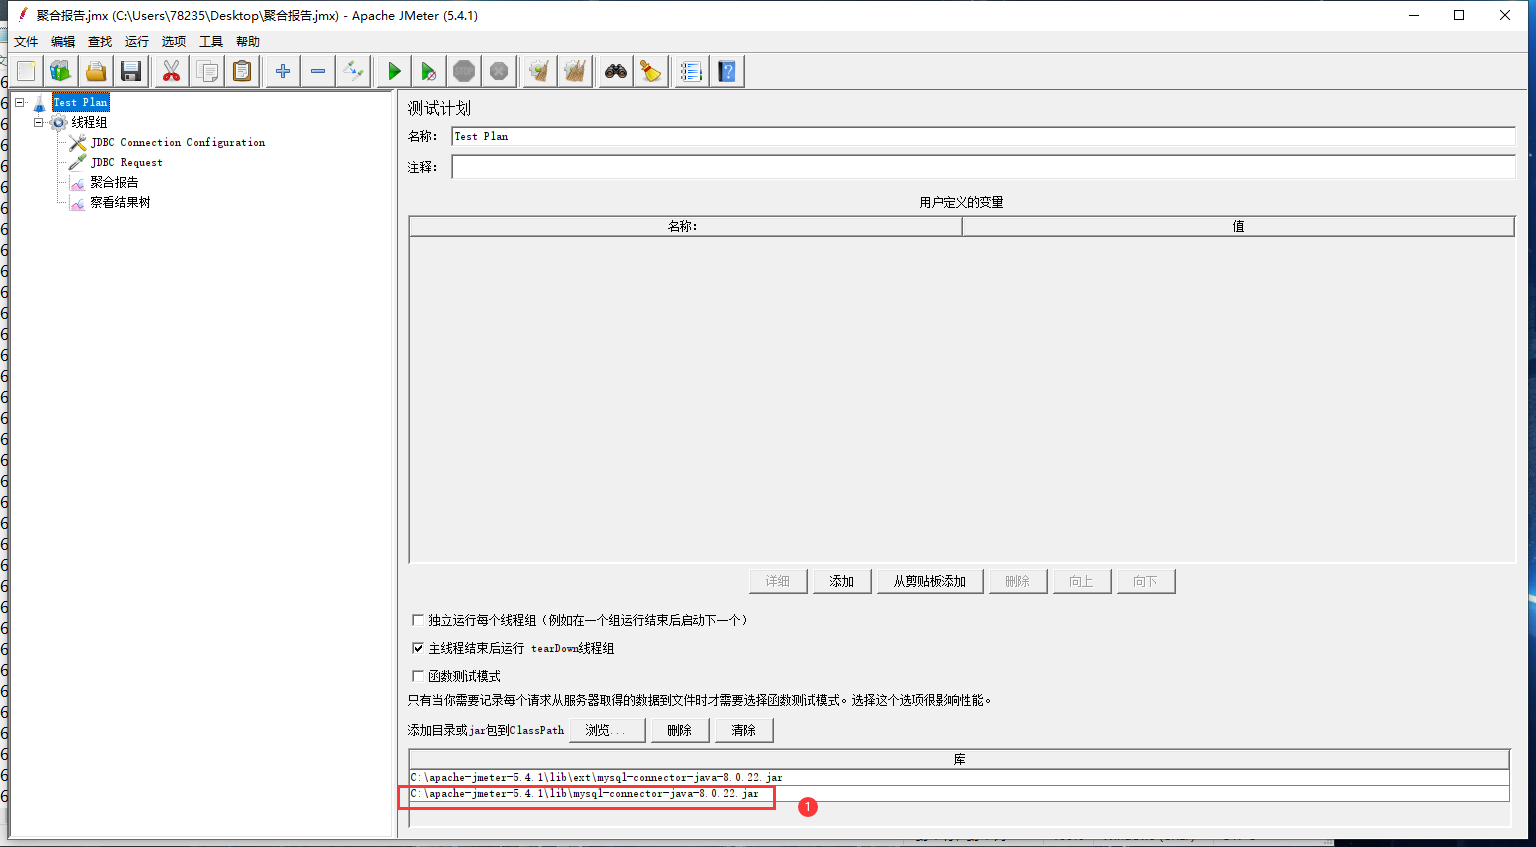 聚合报告.jmx (C:\Users\78235\Desktop\聚合报告.jmx) - Apache JMeter (5.4.1)
文件 编辑 查找 运行 选项 工具 帮助
STOP
Test Plan
线程组
JDBC Connection Configuration
JDBC Request
聚合报告
察看结果树
测试计划
名称： Test Plan
注释：
用户定义的变量
名称： 值
详细 添加 从剪贴板添加 删除 向上 向下
独立运行每个线程组（例如在一个组运行结束后启动下一个）
主线程结束后运行 tearDown线程组
函数测试模式
只有当你需要记录每个请求从服务器取得的数据到文件时才需要选择函数测试模式。选择这个选项很影响性能。
添加目录或jar包到ClassPath 浏览... 删除 清除
库
C:\apache-jmeter-5.4.1\lib\ext\mysql-connector-java-8.0.22.jar
C:\apache-jmeter-5.4.1\lib\mysql-connector-java-8.0.22.jar
1